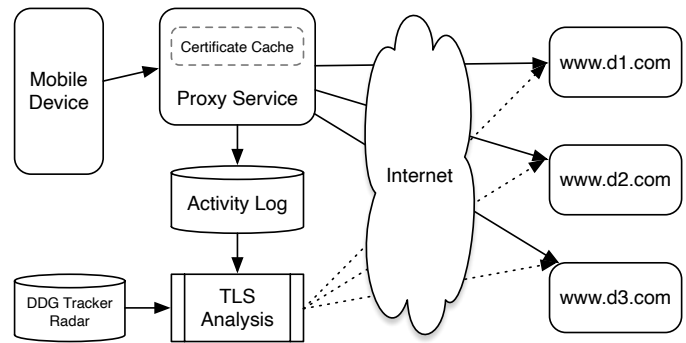 Certificate Cache
Mobile
Device
Proxy Service
www.d1.com
www.d2.com
Internet
Activity Log
www.d3.com
DDG Tracker
Radar
TLS
Analysis